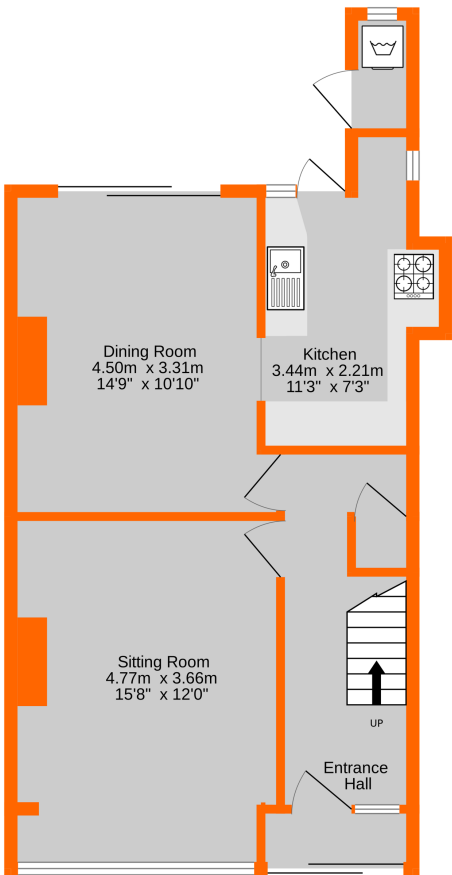 Dining Room
4.50m x 3.31m
14'9" x 10'10"
Kitchen
3.44m x 2.21m
11'3" x 7'3"
Sitting Room
4.77m x 3.66m
15'8" x 12'0"
UP
Entrance
Hall